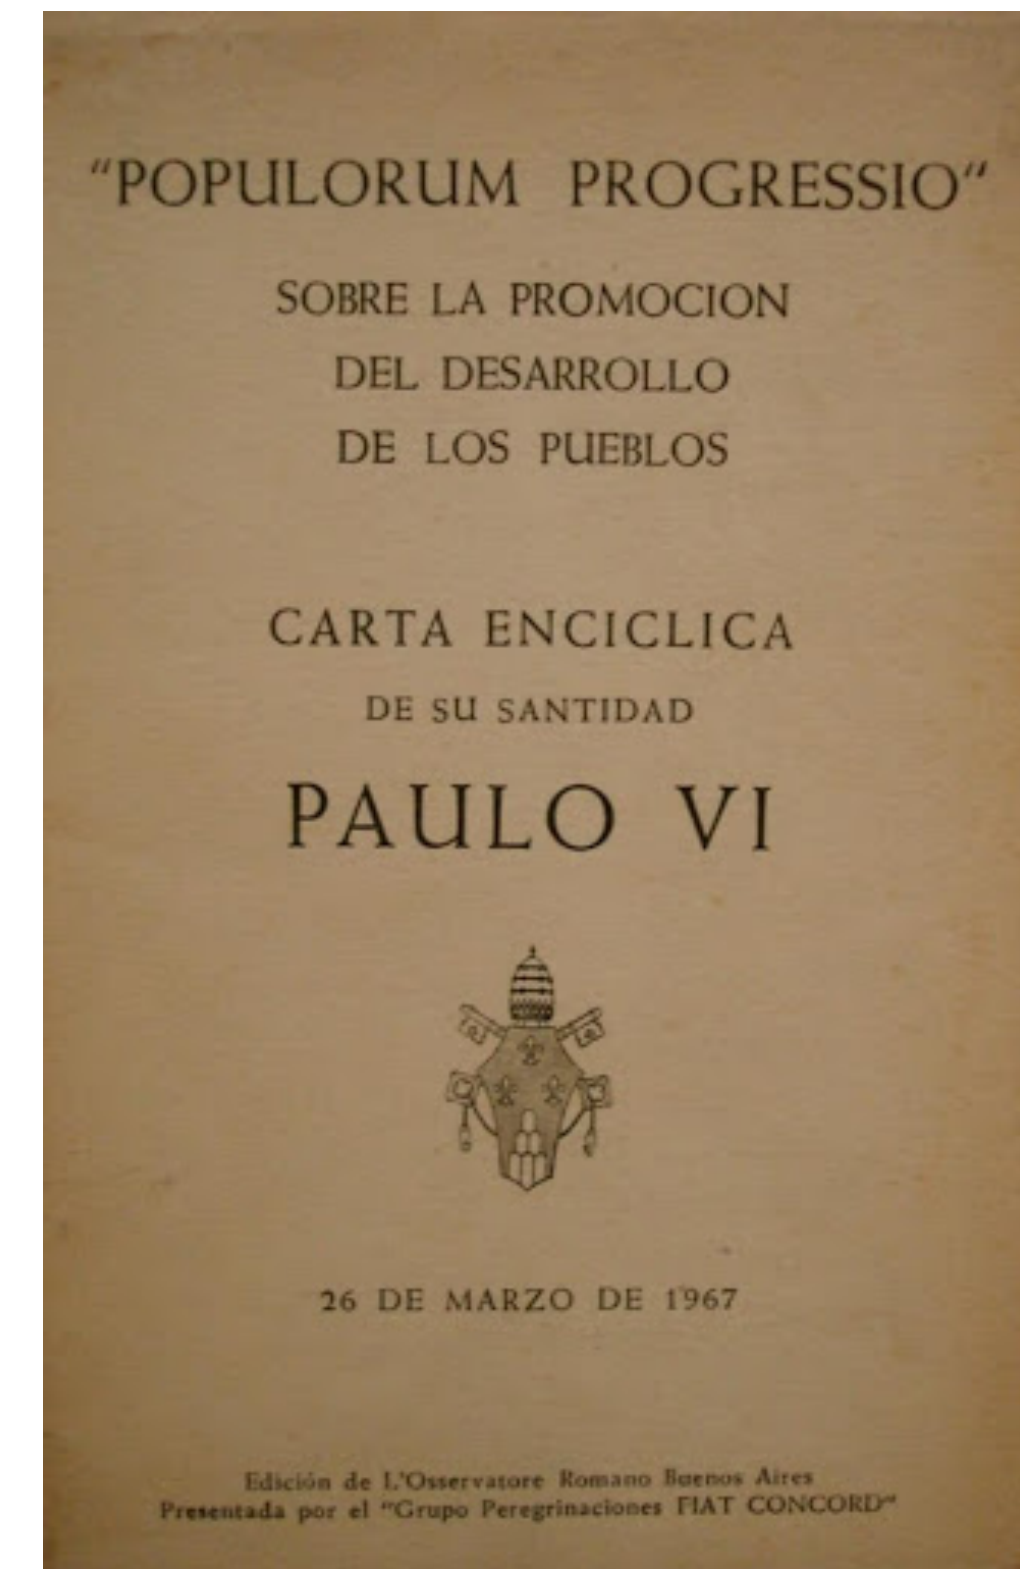 "POPULORUM PROGRESSIO"
SOBRE LA PROMOCION
DEL DESARROLLO
DE LOS PUEBLOS
CARTA ENCICLICA
DE SU SANTIDAD
PAULO VI
26 DE MARZO DE 1967
Edición de L'Osservatore Romano Buenos Aires
Presentada por el "Grupo Peregrinaciones FIAT CONCORD"